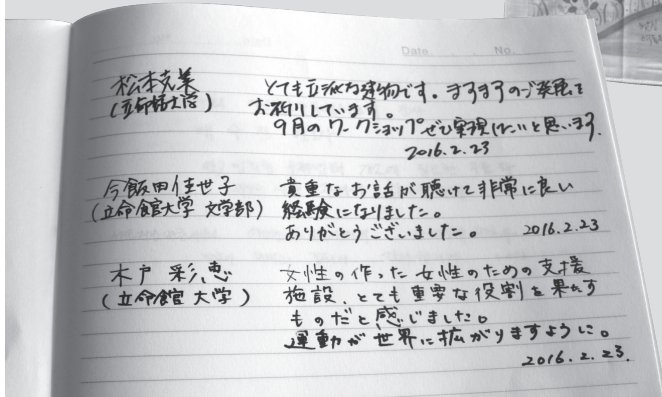 Date No.
松本克美 とても立派な建物です。ますますのご発展を
(立命館大学) お祈りしています。
9月のワークショップぜひ実現したいと思います。
2016.2.23
今飯田佳世子 貴重なお話が聴けて非常に良い
(立命館大学 文学部) 経験になりました。
ありがとうございました。 2016.2.23
木戸 彩恵 女性の作った女性のための支援
(立命館大学) 施設、とても重要な役割を果たす
ものだと感じました。
運動が世界に拡がりますように。
2016.2.23.